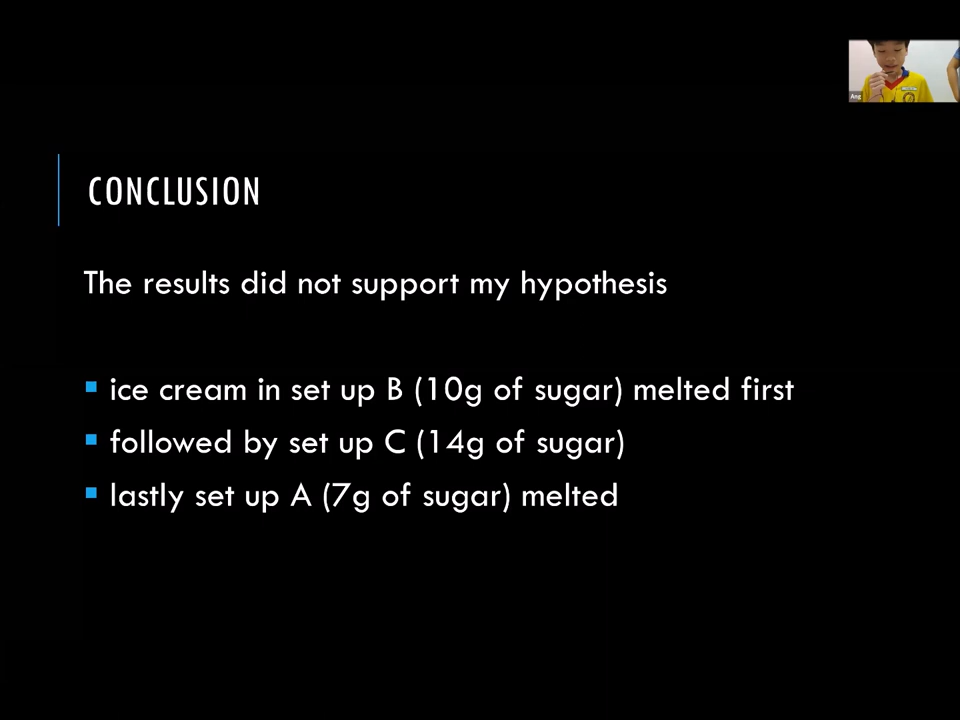 Ang
CONCLUSION
The results did not support my hypothesis
▪ ice cream in set up B (10g of sugar) melted first
▪ followed by set up C (14g of sugar)
▪ lastly set up A (7g of sugar) melted